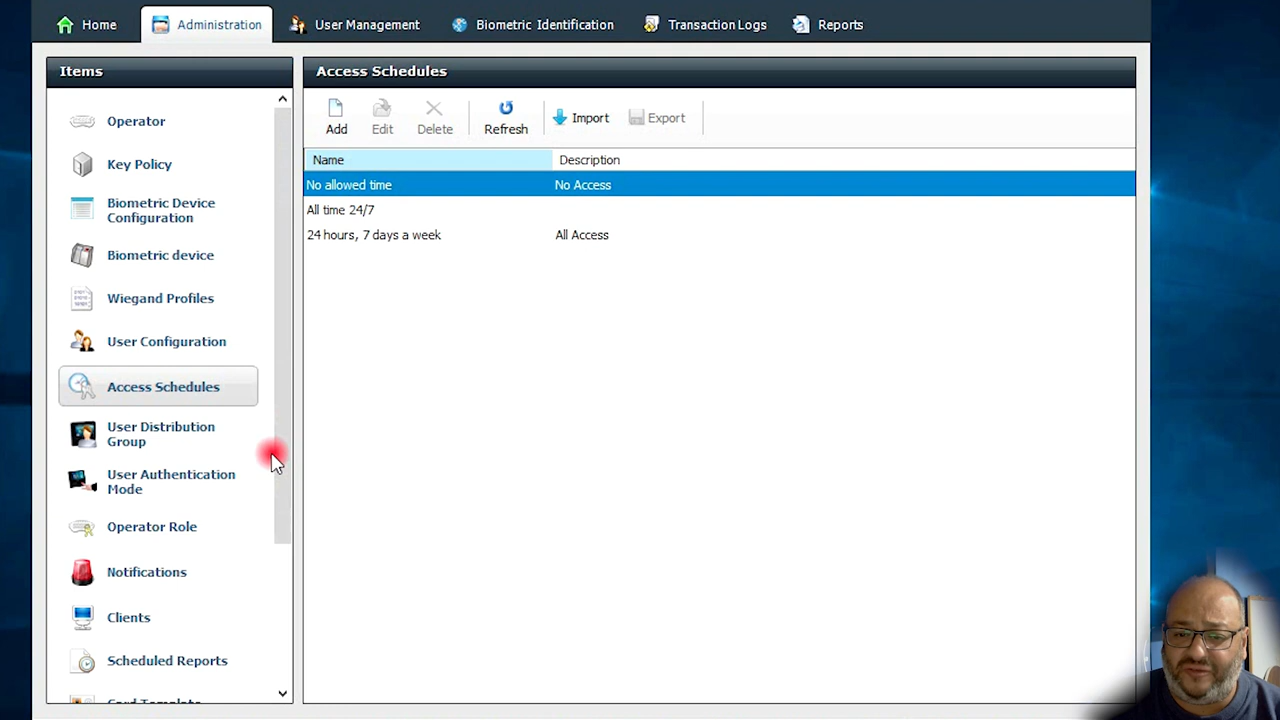 Home
Administration
User Management
Biometric Identification
Transaction Logs
Reports
Items
Operator
Key Policy
Biometric Device
Configuration
Biometric device
Wiegand Profiles
User Configuration
Access Schedules
User Distribution
Group
User Authentication
Mode
Operator Role
Notifications
Clients
Scheduled Reports
Card Template
Access Schedules
Add
Edit
Delete
Refresh
Import
Export
Name Description
No allowed time No Access
All time 24/7
24 hours, 7 days a week All Access